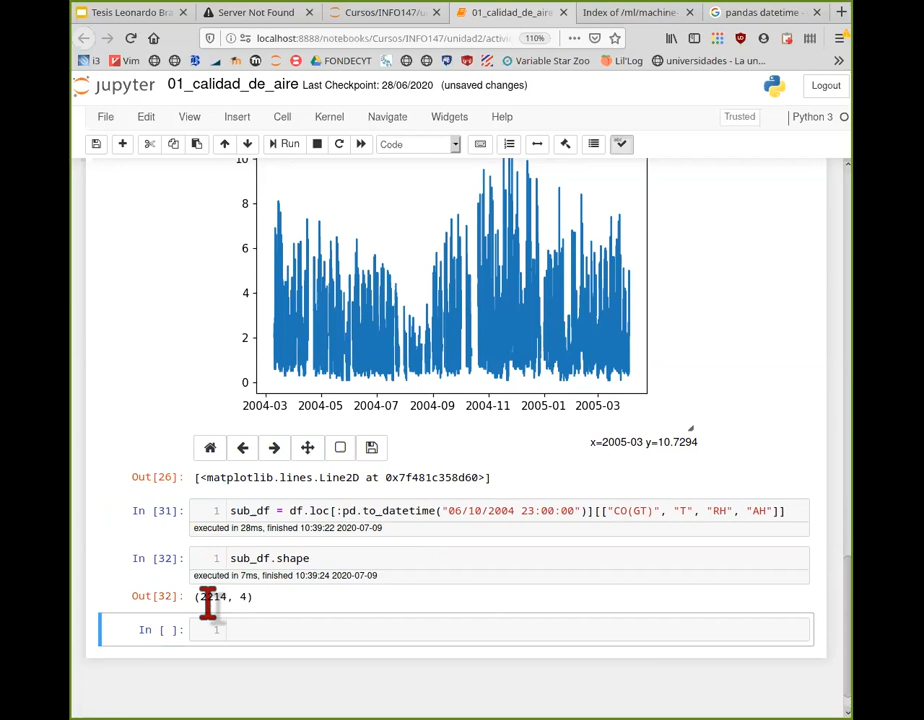 Tesis Leonardo Bra
Server Not Found
Cursos/INFO147/u
01_calidad_de_aire
Index of /ml/machine-
pandas datetime -
localhost:8888/notebooks/Cursos/INFO147/unidad2/activi
110%
i3
Vim
FONDECYT
Variable Star Zoo
Lil'Log
universidades - La un...
jupyter
01_calidad_de_aire
Last Checkpoint: 28/06/2020
(unsaved changes)
Logout
File
Edit
View
Insert
Cell
Kernel
Navigate
Widgets
Help
Trusted
Python 3
Run
Code
10
8
6
4
2
0
2004-03
2004-05
2004-07
2004-09
2004-11
2005-01
2005-03
x=2005-03 y=10.7294
Out[26]:
[<matplotlib.lines.Line2D at 0x7f481c358d60>]
In [31]:
1
sub_df = df.loc[:pd.to_datetime("06/10/2004 23:00:00")][["CO(GT)", "T", "RH", "AH"]]
executed in 28ms, finished 10:39:22 2020-07-09
In [32]:
1
sub_df.shape
executed in 7ms, finished 10:39:24 2020-07-09
Out[32]:
(2214, 4)
In [ ]:
1